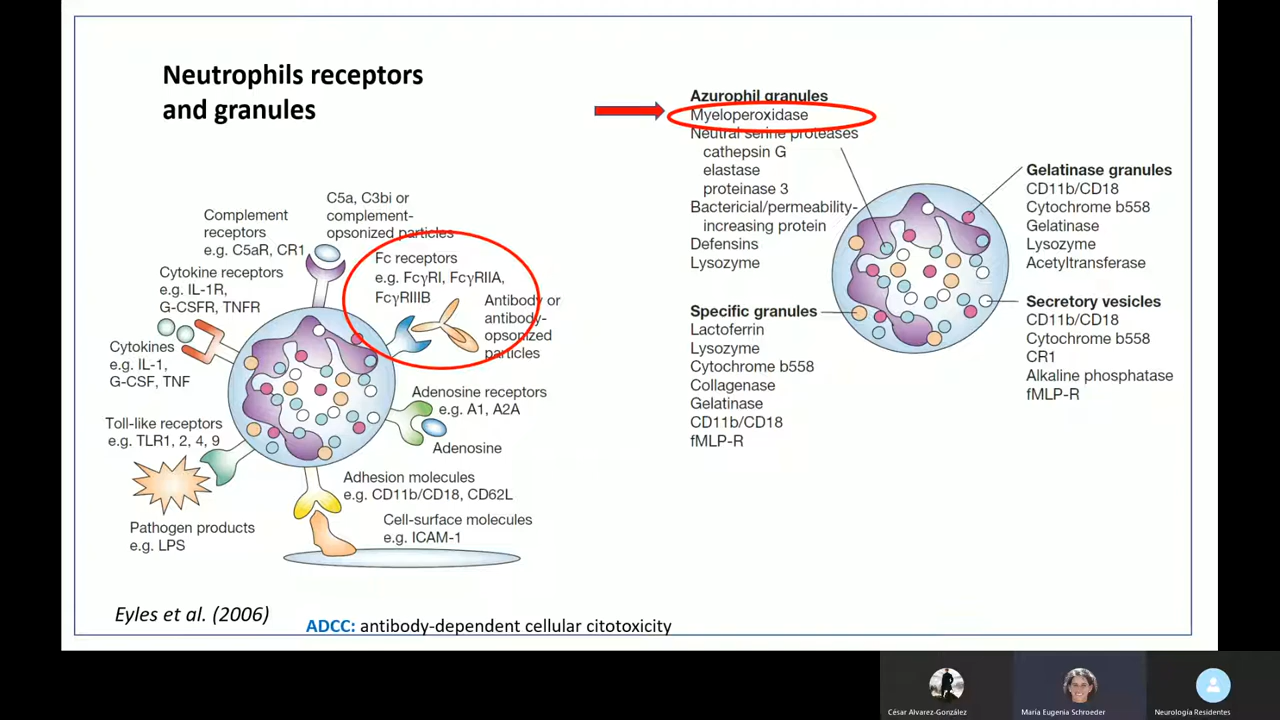 Neutrophils receptors
and granules
C5a, C3bi or
complement-
opsonized particles
Complement
receptors
e.g. C5aR, CR1
Fc receptors
e.g. FcγRI, FcγRIIA,
FcγRIIIB
Cytokine receptors
e.g. IL-1R,
G-CSFR, TNFR
Antibody or
antibody-
opsonized
particles
Cytokines
e.g. IL-1,
G-CSF, TNF
Adenosine receptors
e.g. A1, A2A
Adenosine
Toll-like receptors
e.g. TLR1, 2, 4, 9
Adhesion molecules
e.g. CD11b/CD18, CD62L
Pathogen products
e.g. LPS
Cell-surface molecules
e.g. ICAM-1
Azurophil granules
Myeloperoxidase
Neutral serine proteases
cathepsin G
elastase
proteinase 3
Bactericial/permeability-
increasing protein
Defensins
Lysozyme
Specific granules
Lactoferrin
Lysozyme
Cytochrome b558
Collagenase
Gelatinase
CD11b/CD18
fMLP-R
Gelatinase granules
CD11b/CD18
Cytochrome b558
Gelatinase
Lysozyme
Acetyltransferase
Secretory vesicles
CD11b/CD18
Cytochrome b558
CR1
Alkaline phosphatase
fMLP-R
Eyles et al. (2006)
ADCC: antibody-dependent cellular citotoxicity
César Alvarez-González
María Eugenia Schroeder
Neurología Residentes